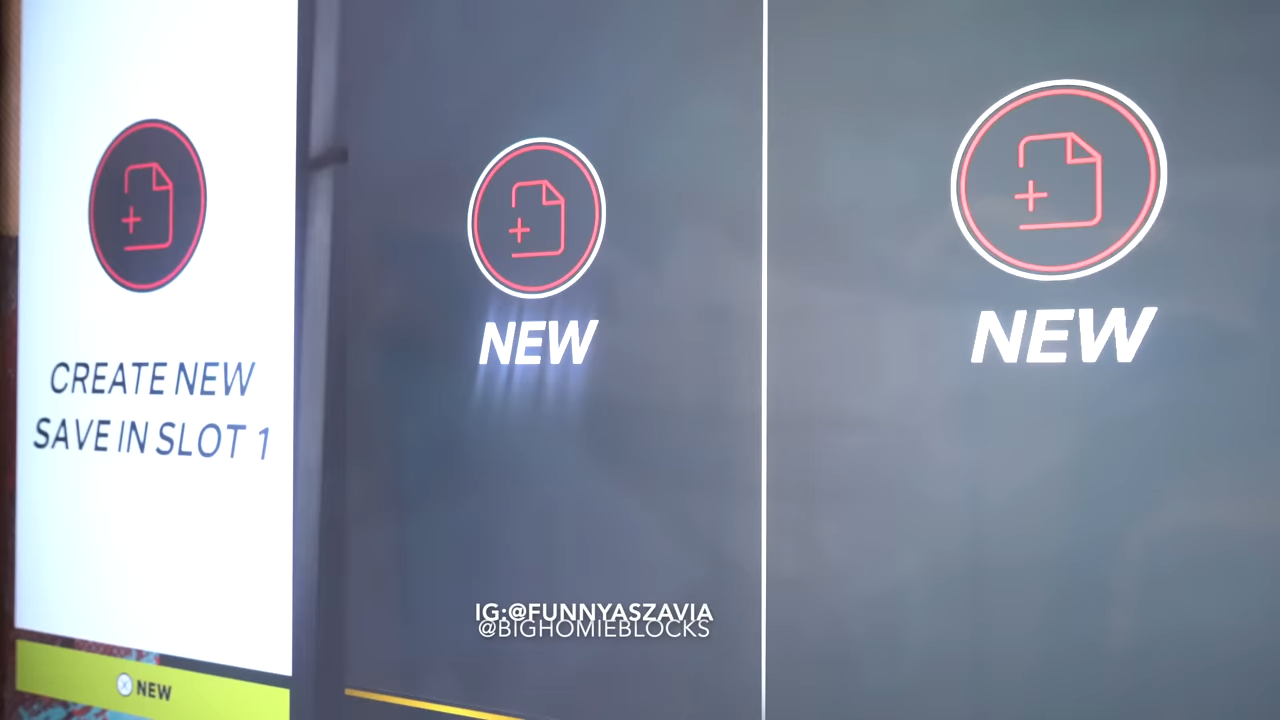 CREATE NEW
SAVE IN SLOT 1
NEW
NEW
NEW
IG:@FUNNYASZAVIA
@BIGHOMIEBLOCKS